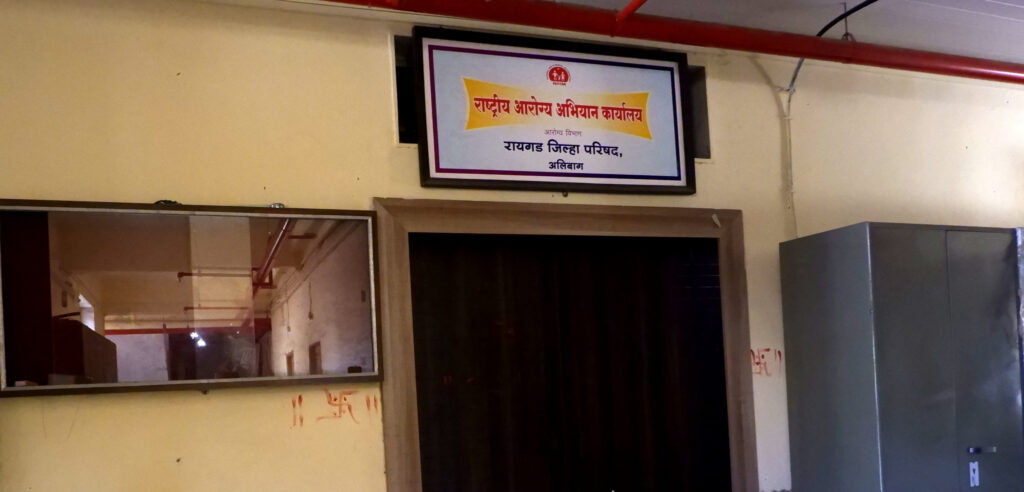 राष्ट्रीय आरोग्य अभियान कार्यालय
आरोग्य विभाग
रायगड जिल्हा परिषद,
अलिबाग